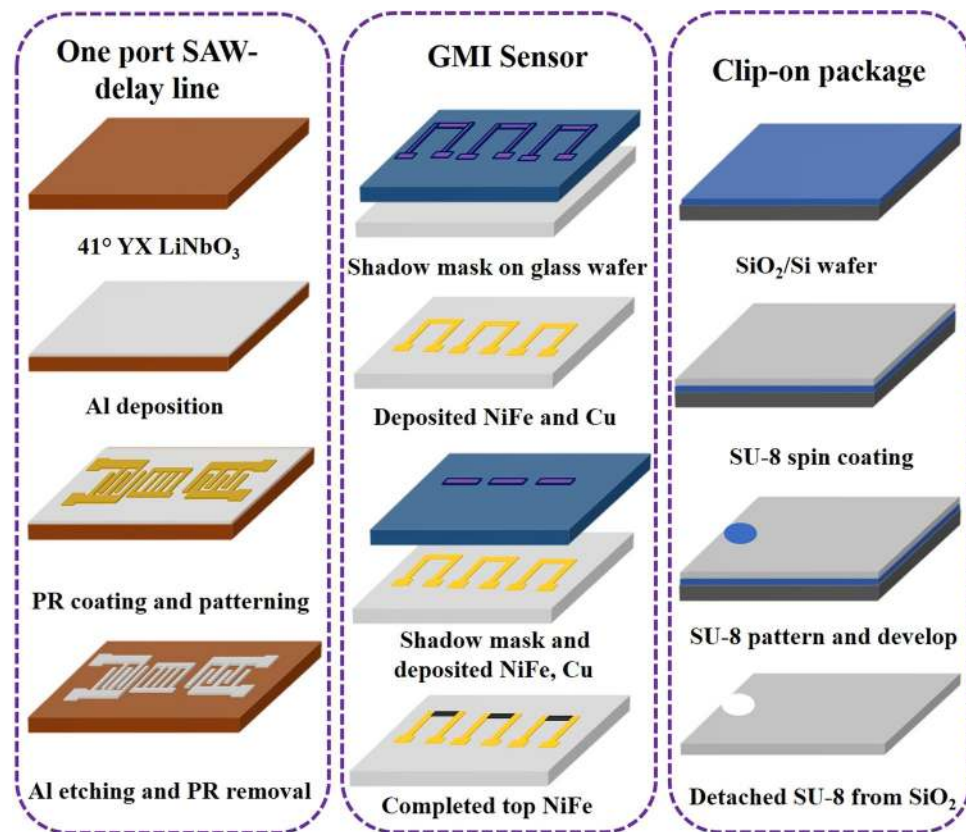 One port SAW-
delay line
41° YX LiNbO₃
Al deposition
PR coating and patterning
Al etching and PR removal
GMI Sensor
Shadow mask on glass wafer
Deposited NiFe and Cu
Shadow mask and
deposited NiFe, Cu
Completed top NiFe
Clip-on package
SiO₂/Si wafer
SU-8 spin coating
SU-8 pattern and develop
Detached SU-8 from SiO₂